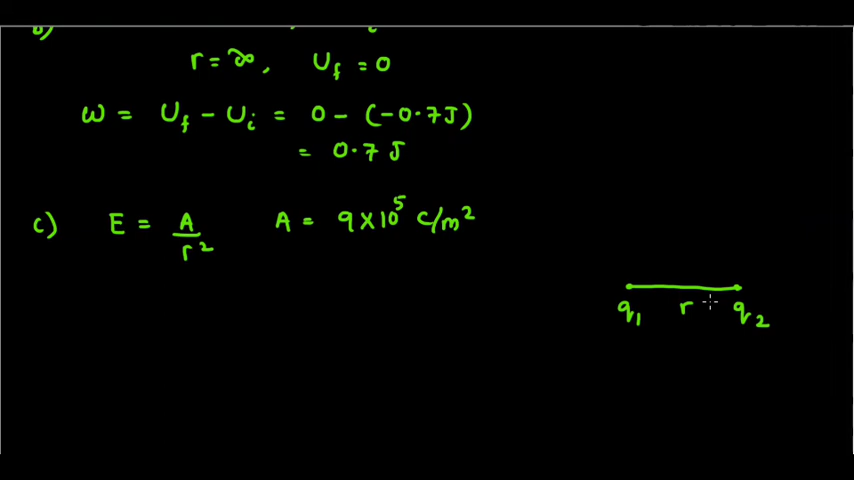 b)
r = ∞, U_f = 0
W = U_f - U_i = 0 - (-0.7J)
= 0.7 J
c) E = A/r² A = 9 × 10⁵ C/m²
q₁ r q₂